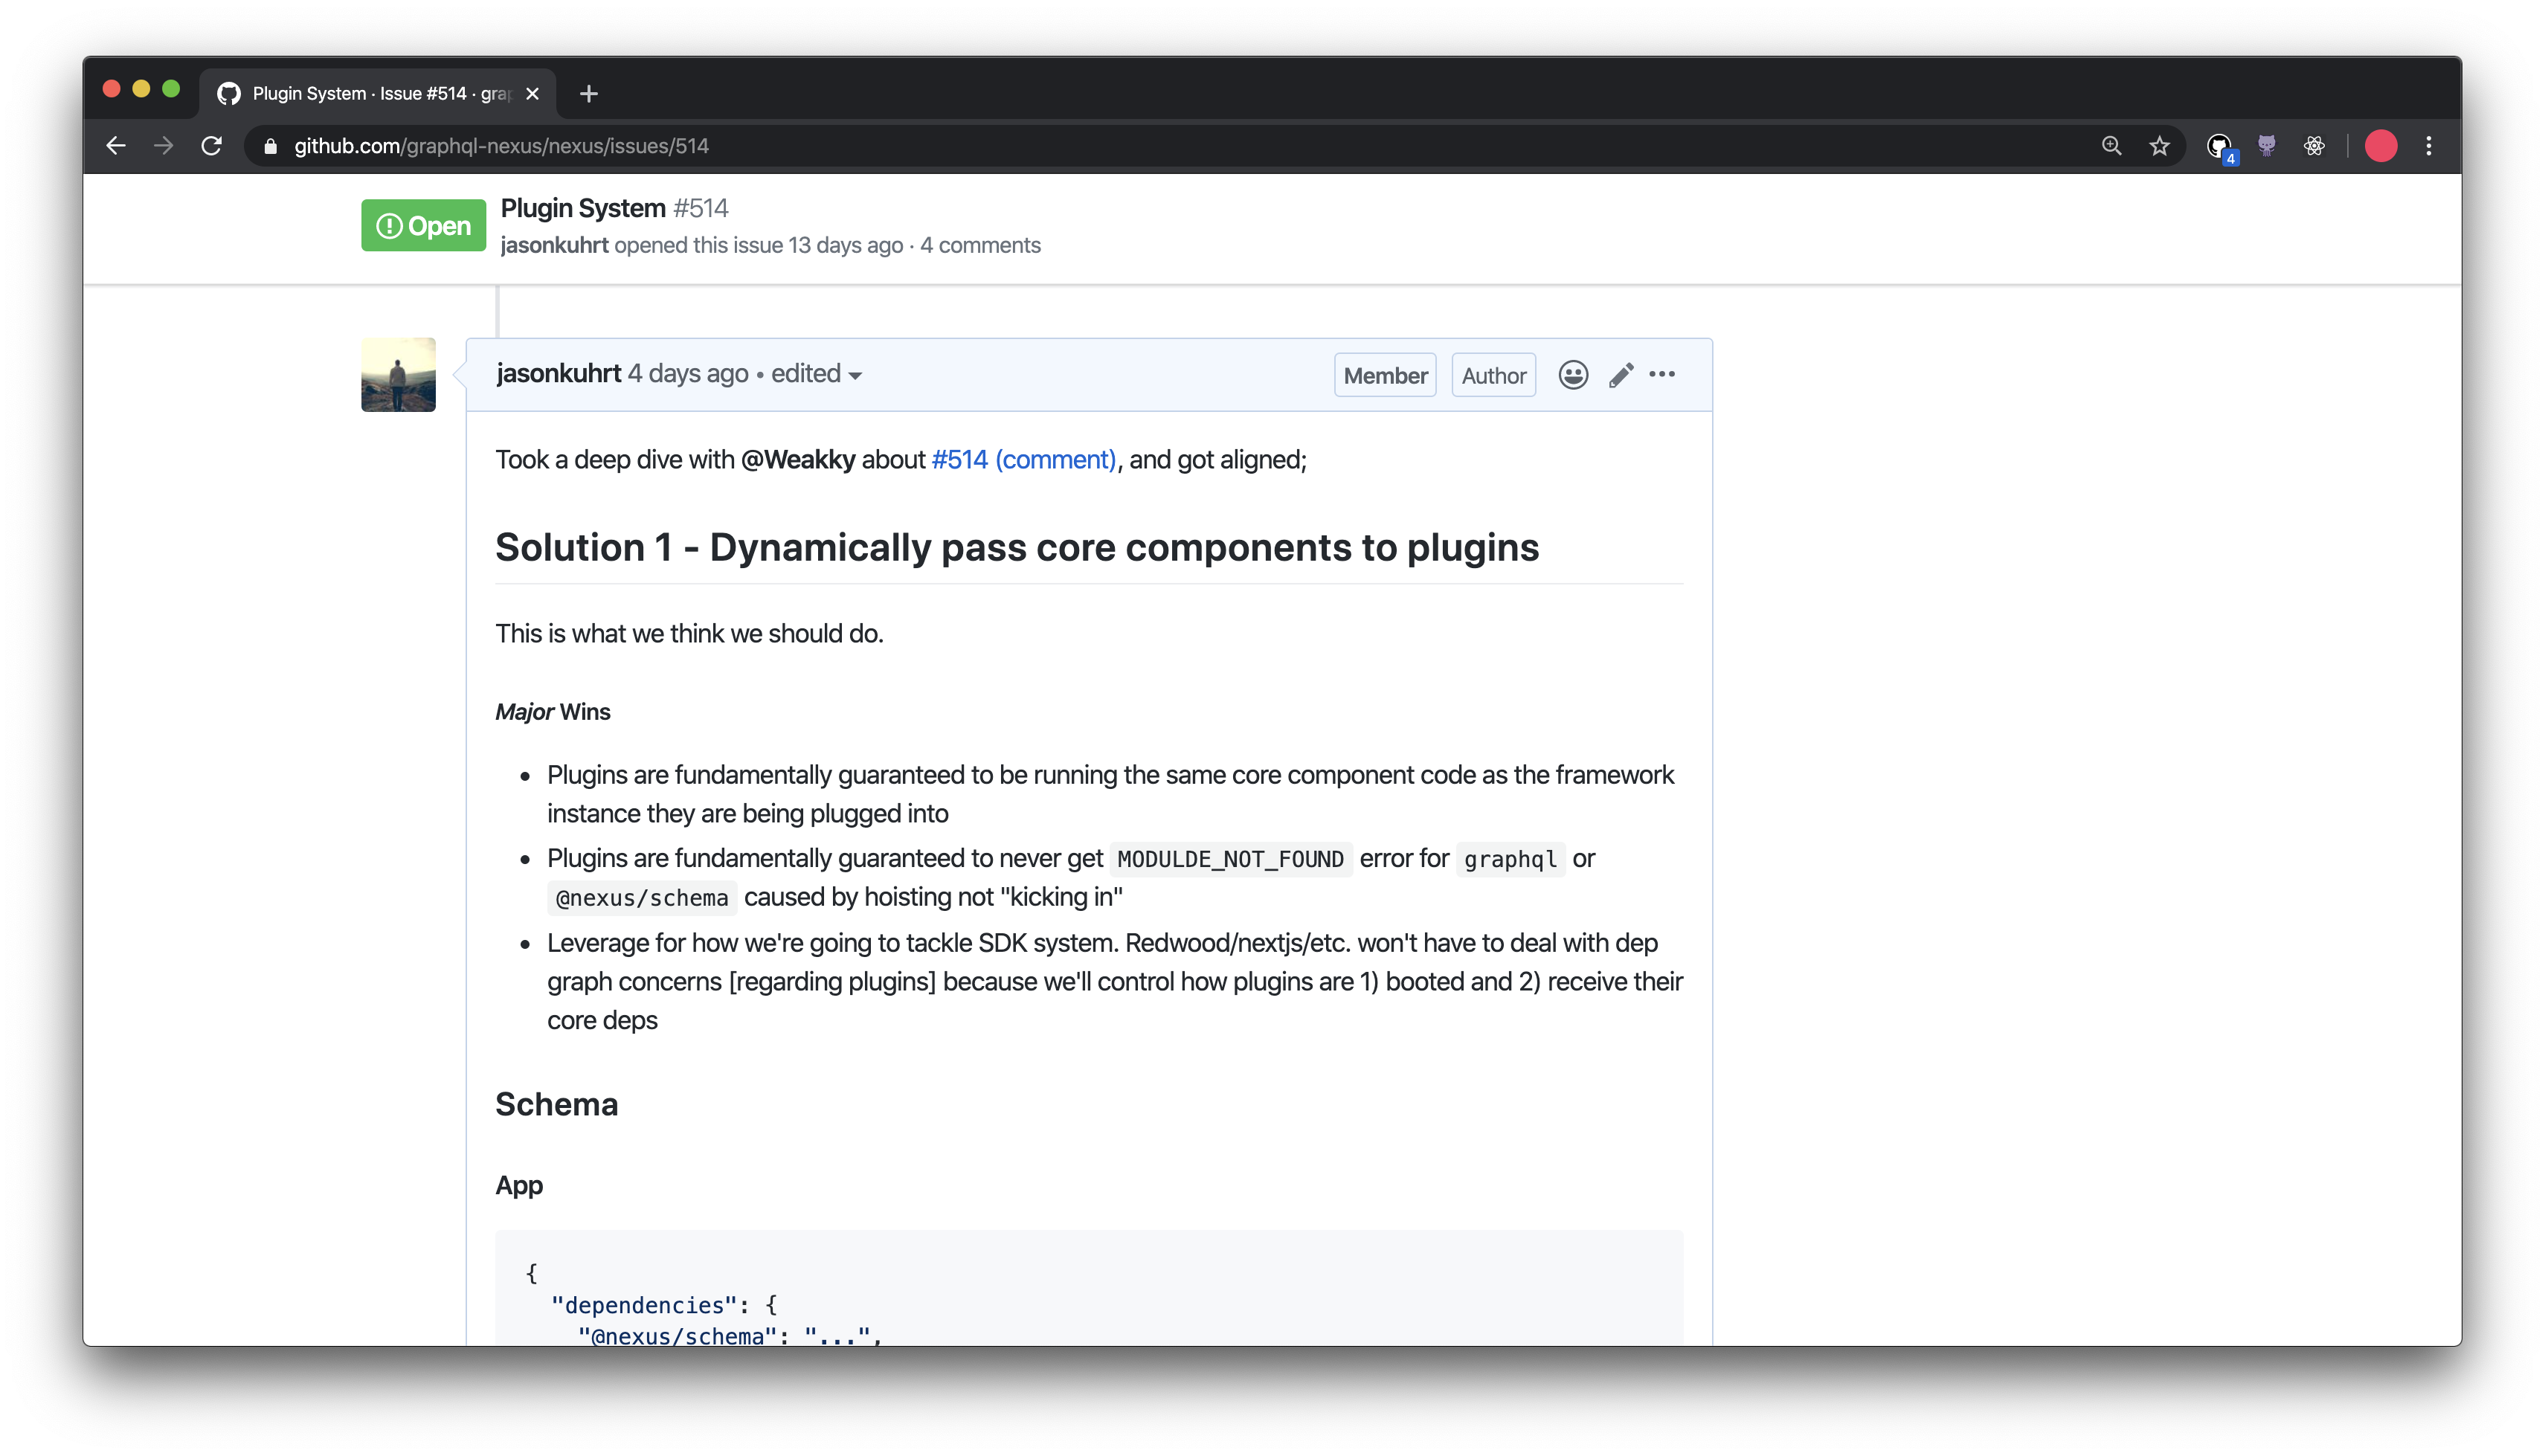 Plugin System · Issue #514 · grap
github.com/graphql-nexus/nexus/issues/514
4
Open
Plugin System #514
jasonkuhrt opened this issue 13 days ago · 4 comments
jasonkuhrt 4 days ago • edited
Member
Author
Took a deep dive with @Weakky about #514 (comment), and got aligned;
Solution 1 - Dynamically pass core components to plugins
This is what we think we should do.
Major Wins
• Plugins are fundamentally guaranteed to be running the same core component code as the framework
instance they are being plugged into
• Plugins are fundamentally guaranteed to never get MODULDE_NOT_FOUND error for graphql or
@nexus/schema caused by hoisting not "kicking in"
• Leverage for how we're going to tackle SDK system. Redwood/nextjs/etc. won't have to deal with dep
graph concerns [regarding plugins] because we'll control how plugins are 1) booted and 2) receive their
core deps
Schema
App
{
"dependencies": {
"@nexus/schema": "...",